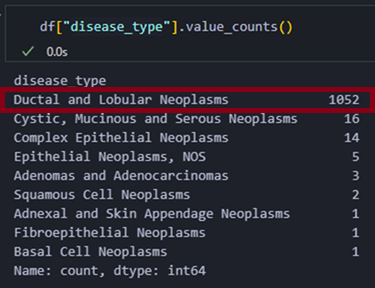 df["disease_type"].value_counts()
0.0s
disease_type
Ductal and Lobular Neoplasms 1052
Cystic, Mucinous and Serous Neoplasms 16
Complex Epithelial Neoplasms 14
Epithelial Neoplasms, NOS 5
Adenomas and Adenocarcinomas 3
Squamous Cell Neoplasms 2
Adnexal and Skin Appendage Neoplasms 1
Fibroepithelial Neoplasms 1
Basal Cell Neoplasms 1
Name: count, dtype: int64